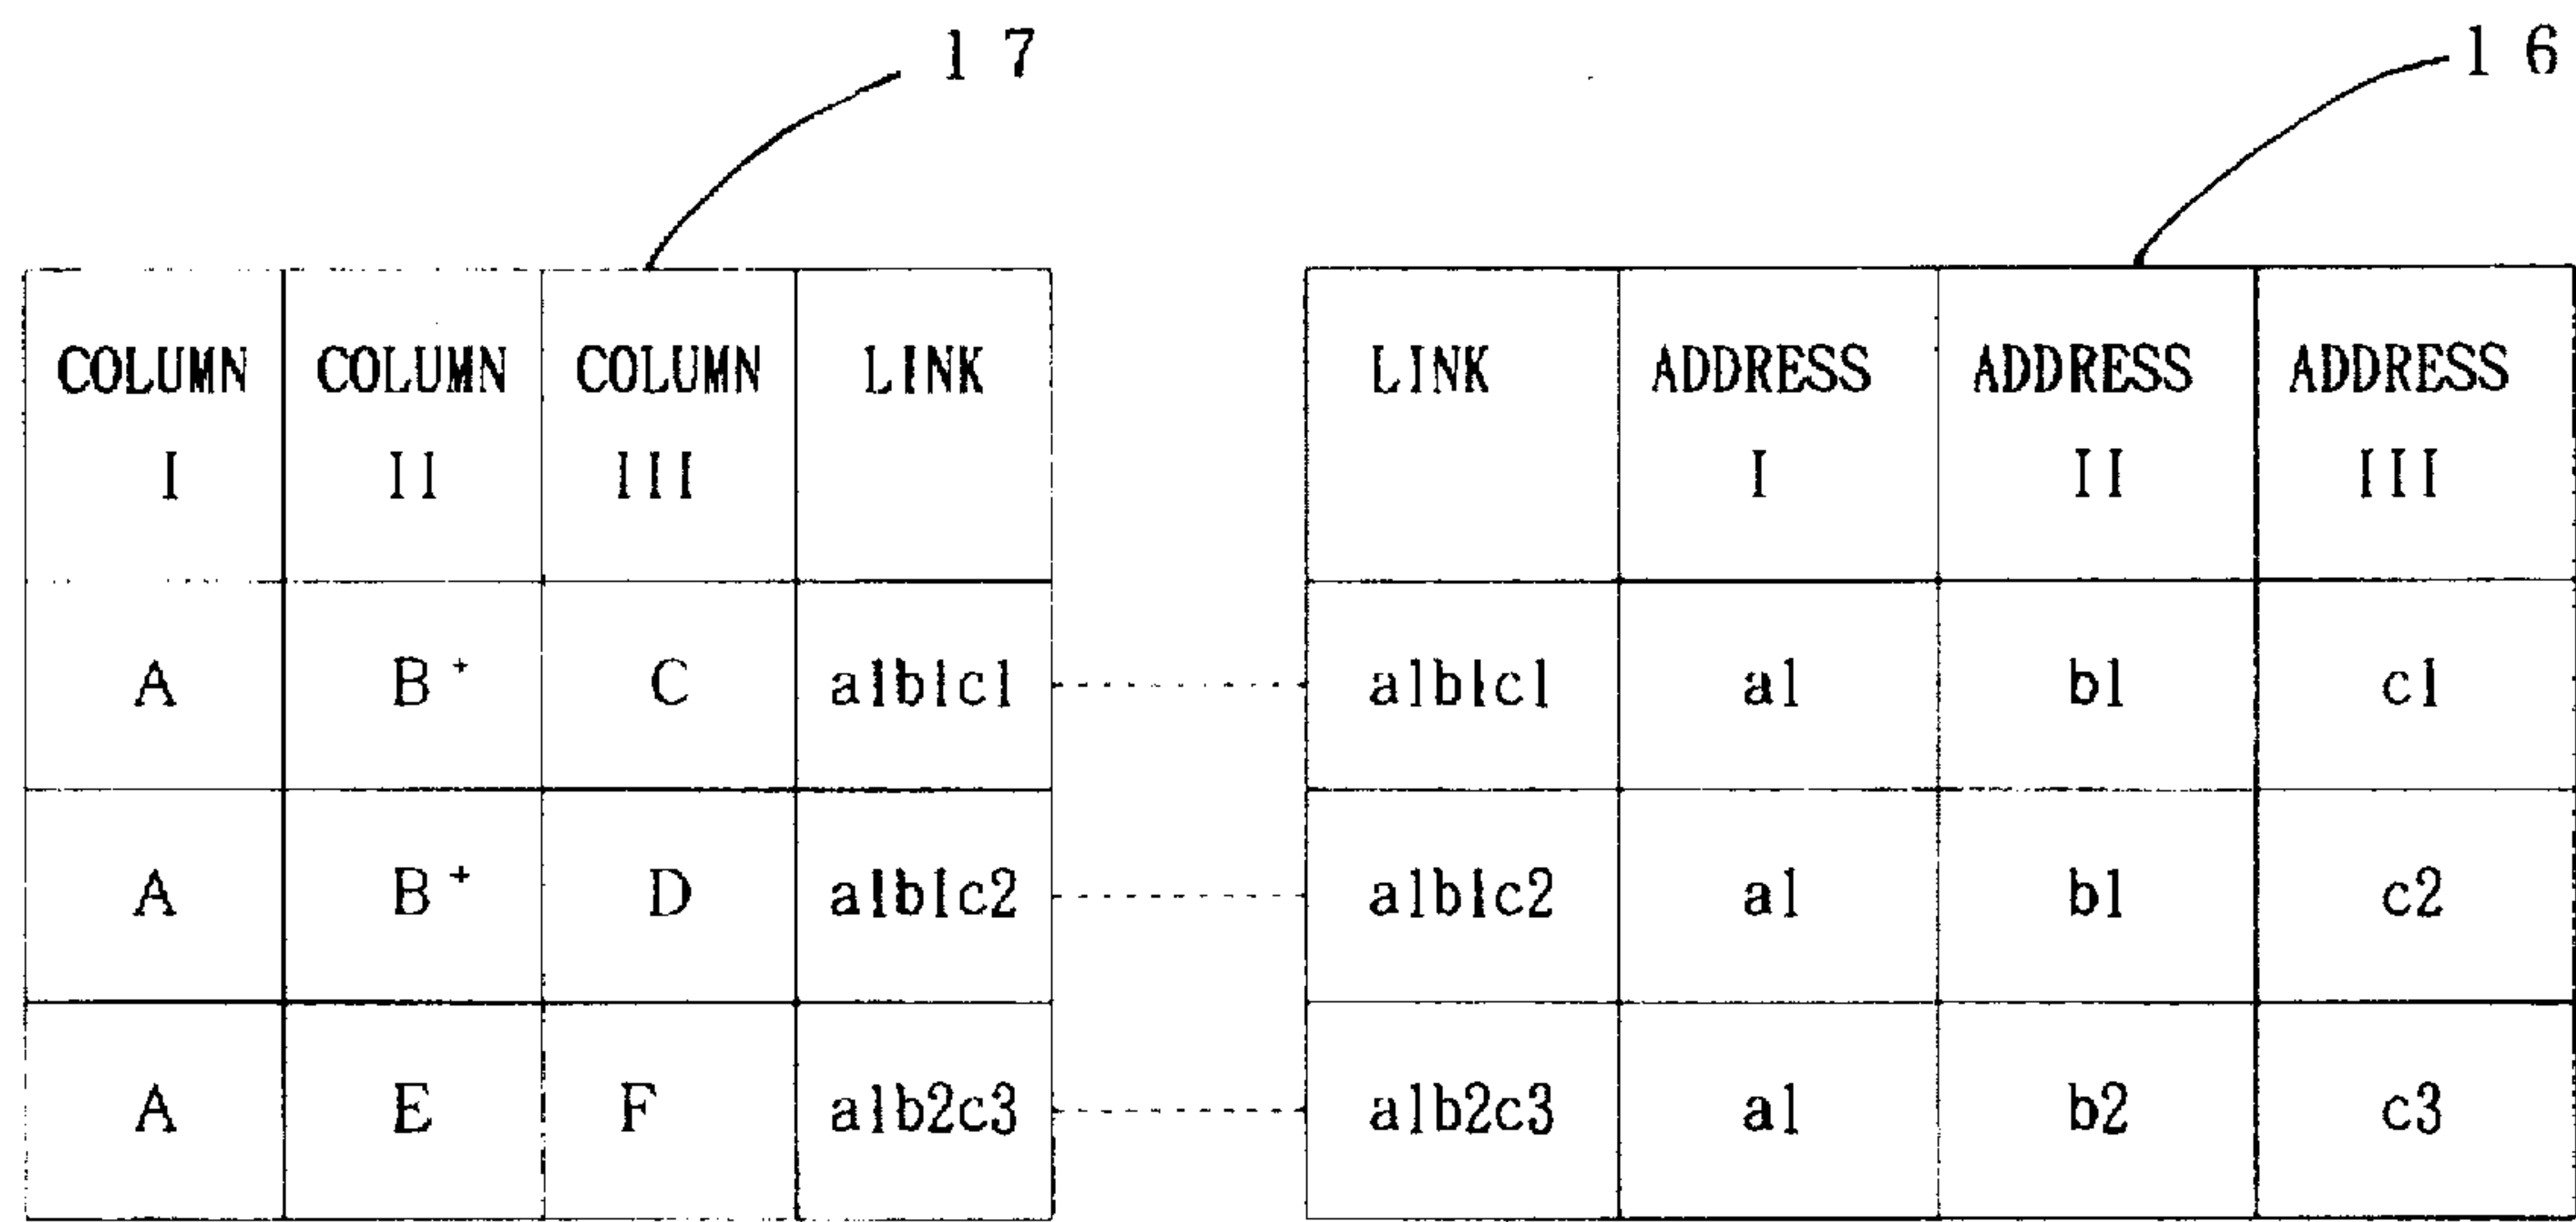 17
16
COLUMN I COLUMN II COLUMN III LINK
A B+ C a1b1c1
A B+ D a1b1c2
A E F a1b2c3
LINK ADDRESS I ADDRESS II ADDRESS III
a1b1c1 a1 b1 c1
a1b1c2 a1 b1 c2
a1b2c3 a1 b2 c3